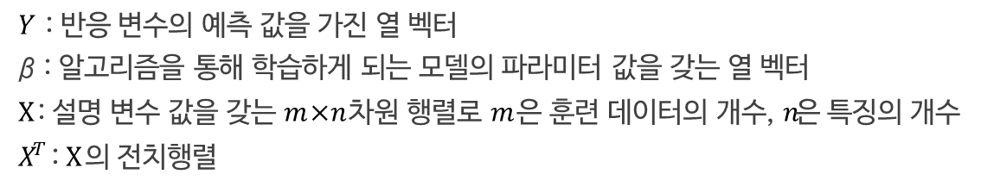 Y : 반응 변수의 예측 값을 가진 열 벡터
β : 알고리즘을 통해 학습하게 되는 모델의 파라미터 값을 갖는 열 벡터
X: 설명 변수 값을 갖는 m×n차원 행렬로 m은 훈련 데이터의 개수, n은 특징의 개수
Xᵀ : X의 전치행렬